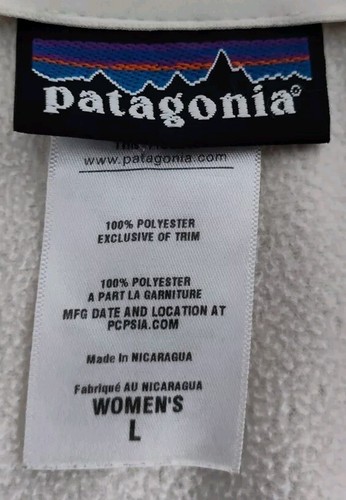 patagonia®
www.patagonia.com
100% POLYESTER
EXCLUSIVE OF TRIM
100% POLYESTER
A PART LA GARNITURE
MFG DATE AND LOCATION AT
PCPSIA.COM
Made In NICARAGUA
Fabriqué AU NICARAGUA
WOMEN'S
L